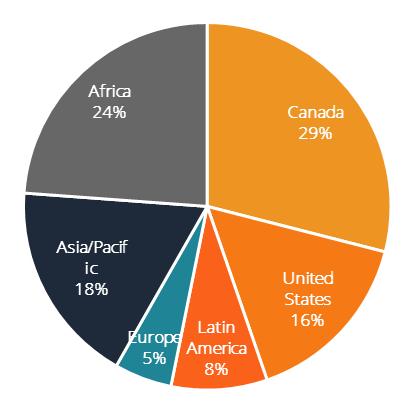 Canada
29%
United
States
16%
Latin
America
8%
Europe
5%
Asia/Pacif
ic
18%
Africa
24%